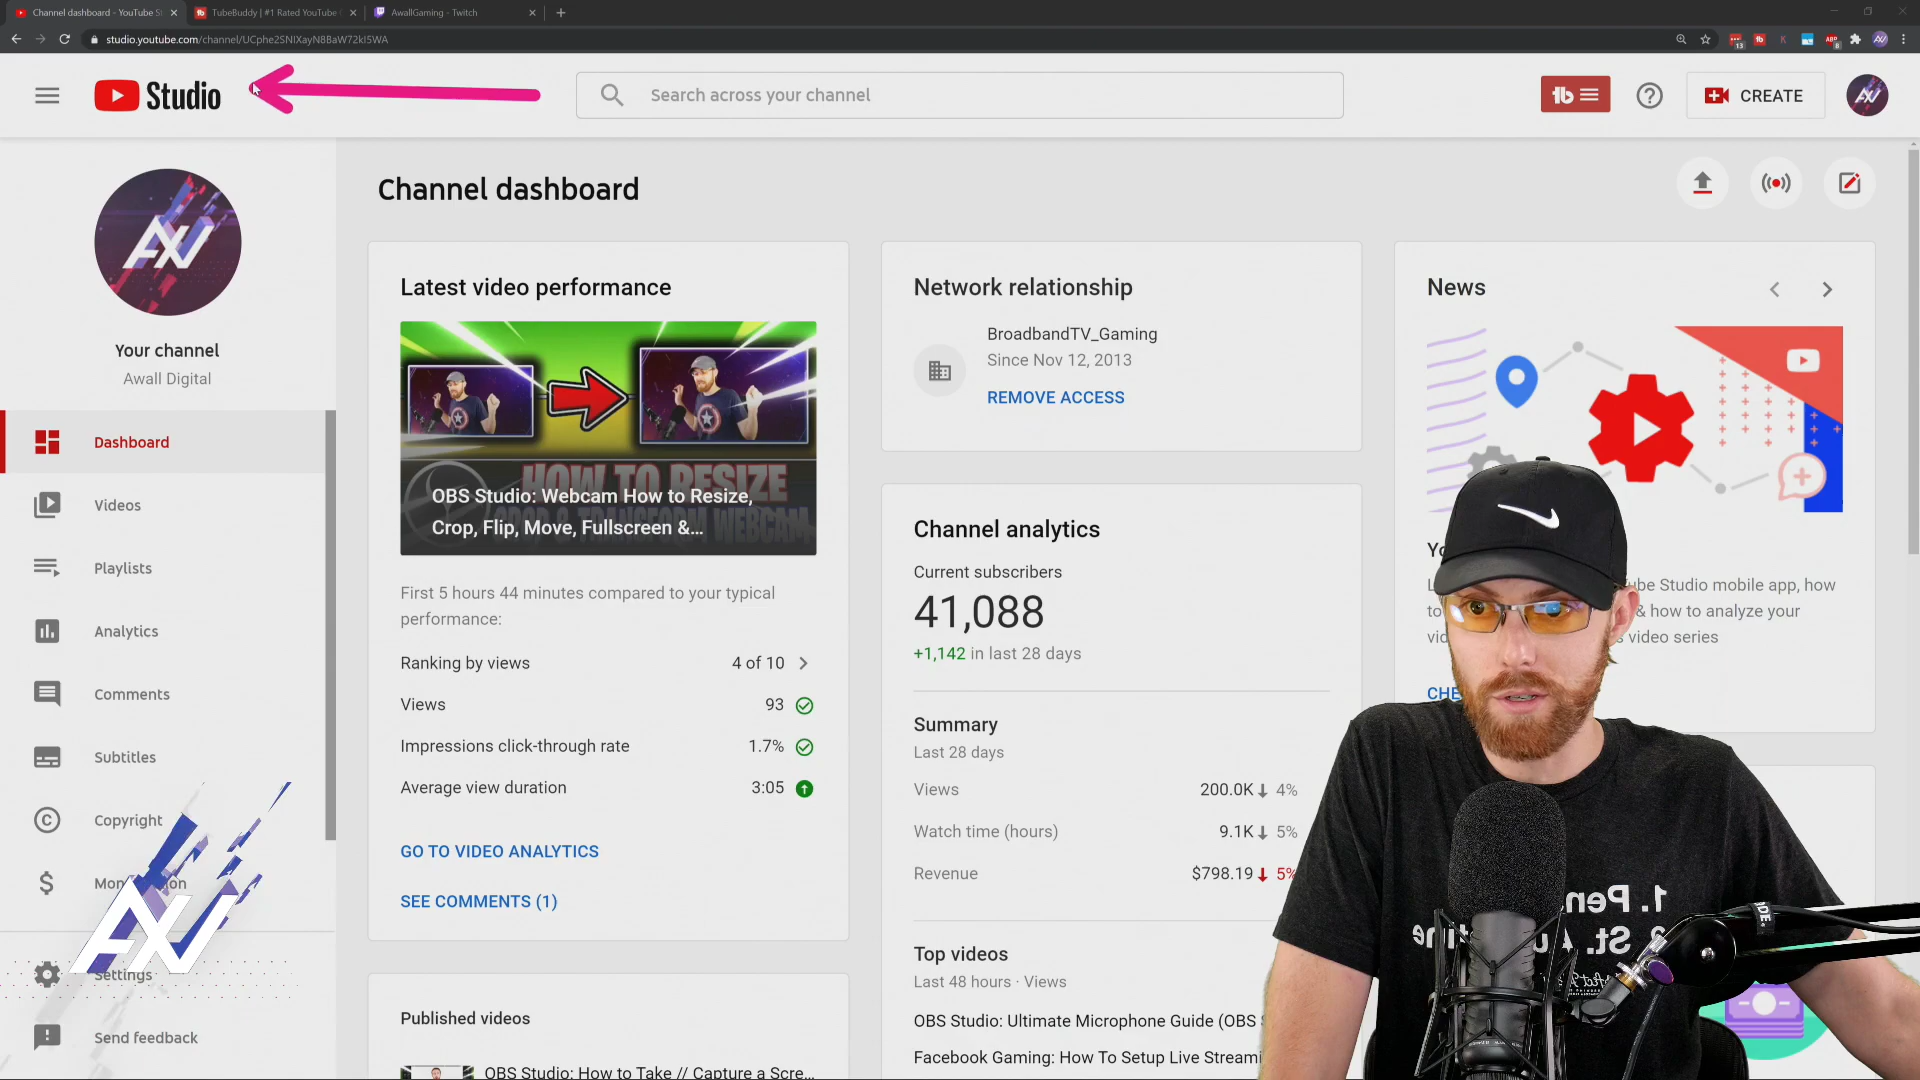 Channel dashboard - YouTube St
TubeBuddy | #1 Rated YouTube
AwallGaming - Twitch
studio.youtube.com/channel/UCphe2SNIXayN8BaW72kI5WA
Studio
Search across your channel
CREATE
Your channel
Awall Digital
Dashboard
Videos
Playlists
Analytics
Comments
Subtitles
Copyright
Settings
Send feedback
Channel dashboard
Latest video performance
HOW TO RESIZE
OBS Studio: Webcam How to Resize,
Crop, Flip, Move, Fullscreen &...
First 5 hours 44 minutes compared to your typical
performance:
Ranking by views 4 of 10
Views 93
Impressions click-through rate 1.7%
Average view duration 3:05
GO TO VIDEO ANALYTICS
SEE COMMENTS (1)
Published videos
OBS Studio: How to Take // Capture a Scre...
Network relationship
BroadbandTV_Gaming
Since Nov 12, 2013
REMOVE ACCESS
Channel analytics
Current subscribers
41,088
+1,142 in last 28 days
Summary
Last 28 days
Views 200.0K 4%
Watch time (hours) 9.1K 5%
Revenue $798.19 5%
Top videos
Last 48 hours · Views
OBS Studio: Ultimate Microphone Guide (OBS
Facebook Gaming: How To Setup Live Streami
News
Studio mobile app, how
to & how to analyze your
video series